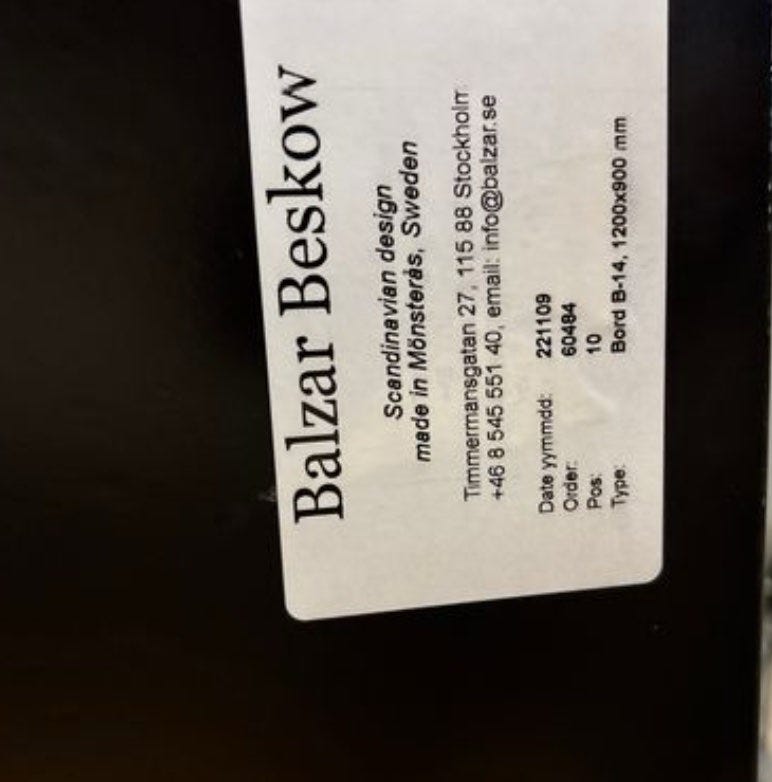 Balzar Beskow
Scandinavian design
made in Mönsterås, Sweden
Timmermansgatan 27, 115 88 Stockholm
+46 8 545 551 40, email: info@balzar.se
Date yymmdd: 221109
Order: 60484
Pos: 10
Type: Bord B-14, 1200x900 mm